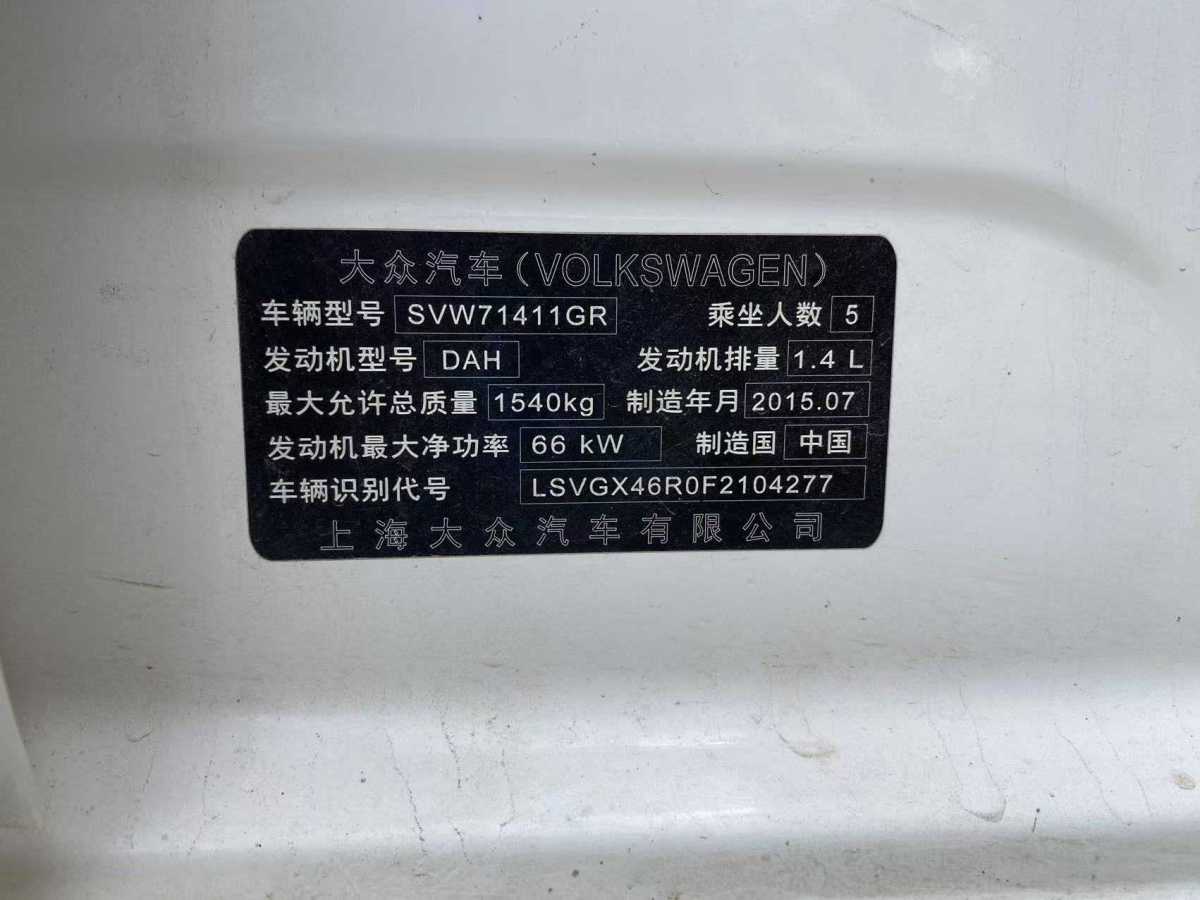 大众汽车(VOLKSWAGEN)
车辆型号 SVW71411GR 乘坐人数 5
发动机型号 DAH 发动机排量 1.4 L
最大允许总质量 1540kg 制造年月 2015.07
发动机最大净功率 66 kW 制造国 中国
车辆识别代号 LSVGX46R0F2104277
上海大众汽车有限公司